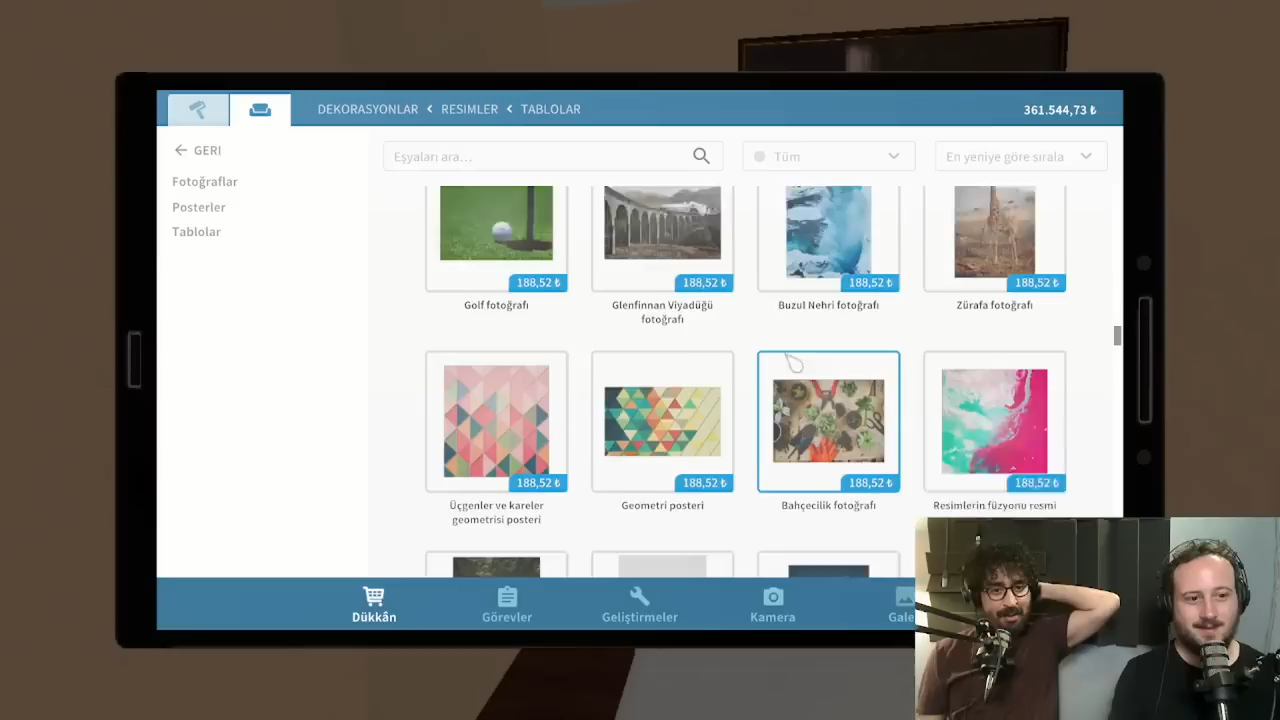 DEKORASYONLAR < RESIMLER < TABLOLAR
361.544,73 ₺
GERI
Fotoğraflar
Posterler
Tablolar
Eşyaları ara...
Tüm
En yeniye göre sırala
188,52 ₺
188,52 ₺
188,52 ₺
188,52 ₺
Golf fotoğrafı
Glenfinnan Viyadüğü
fotoğrafı
Buzul Nehri fotoğrafı
Zürafa fotoğrafı
188,52 ₺
188,52 ₺
188,52 ₺
188,52 ₺
Üçgenler ve kareler
geometrisi posteri
Geometri posteri
Bahçecilik fotoğrafı
Resimlerin füzyonu resmi
Dükkân
Görevler
Geliştirmeler
Kamera
Gale